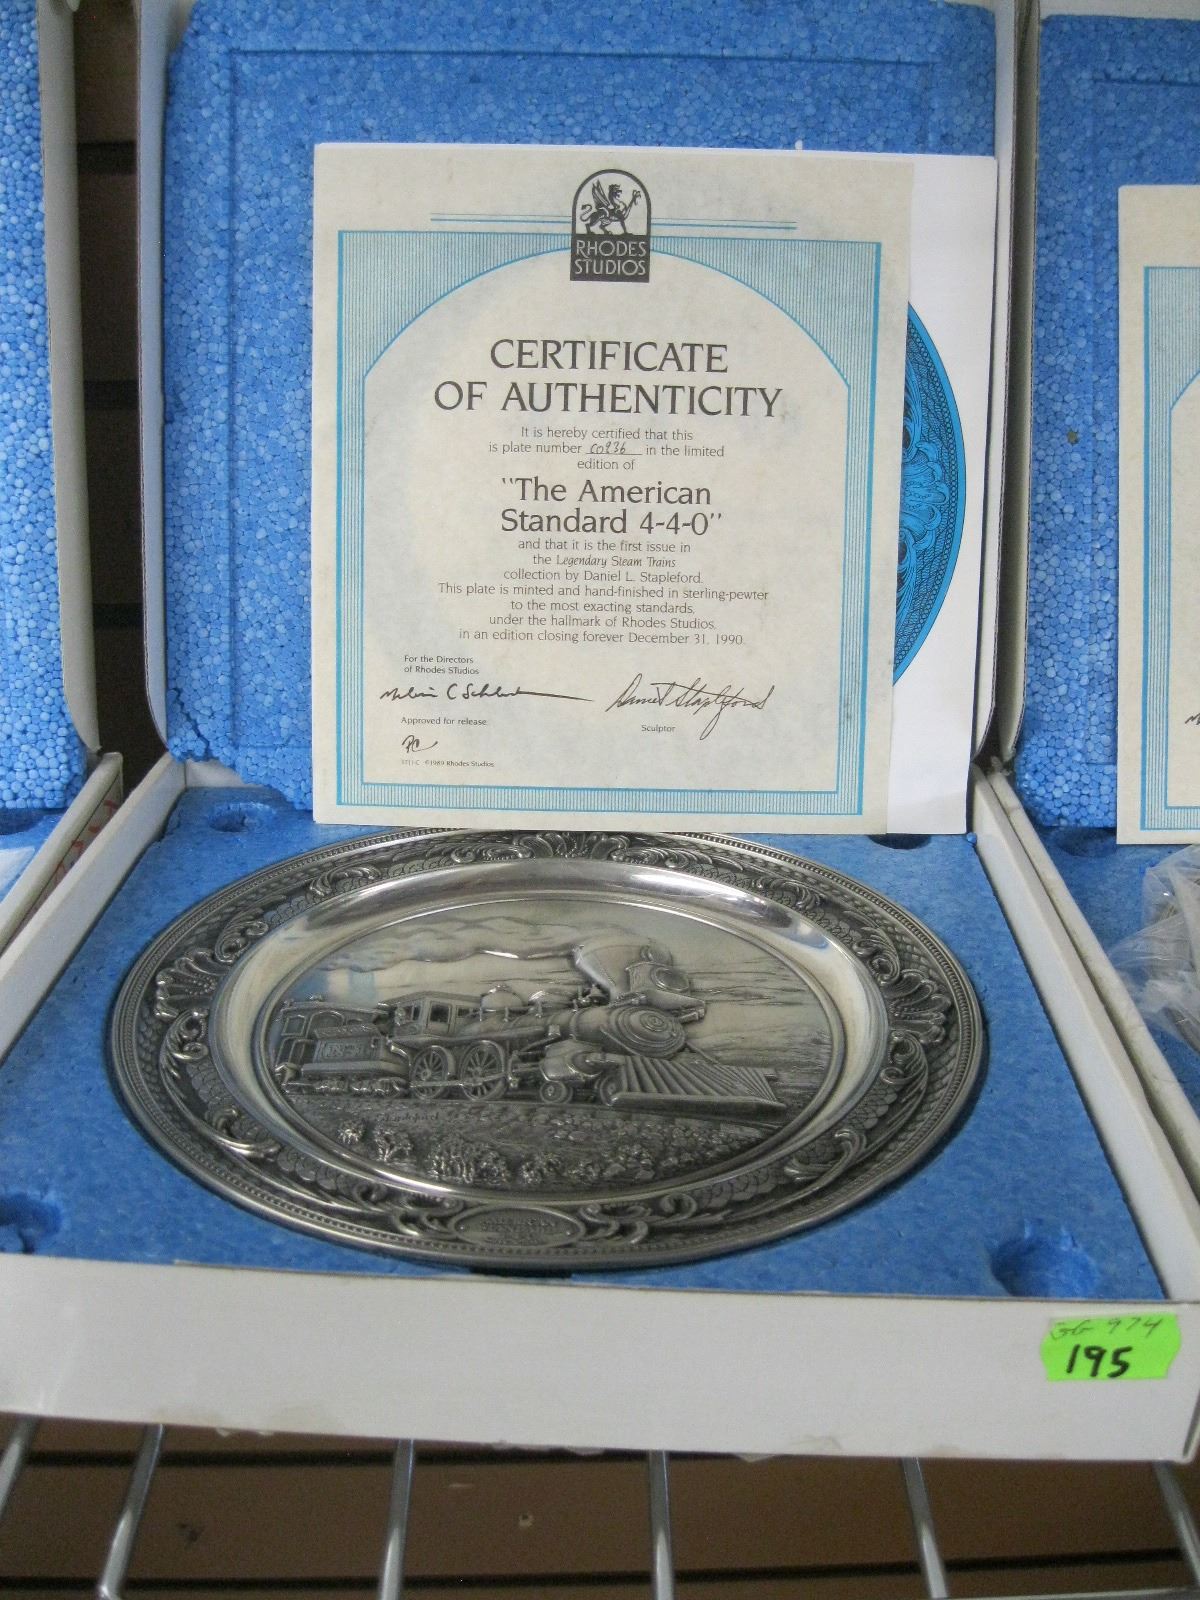 RHODES
STUDIOS
CERTIFICATE
OF AUTHENTICITY
It is hereby certified that this
is plate number in the limited
edition of
"The American
Standard 4-4-0"
and that it is the first issue in
the Legendary Steam Trains
collection by Daniel L. Stapleford.
This plate is minted and hand-finished in sterling-pewter
to the most exacting standards,
under the hallmark of Rhodes Studios,
in an edition closing forever December 31, 1990.
For the Directors
of Rhodes Studios
Daniel Stapleford
Approved for release
Sculptor
©1989 Rhodes Studios
GG 974
195